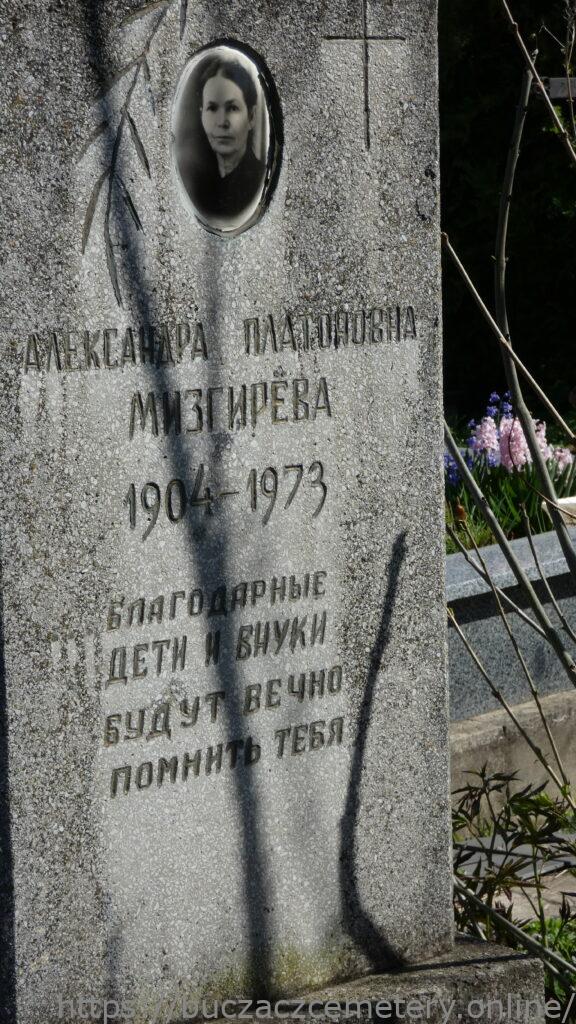 АЛЕКСАНДРА ПЛАТОНОВНА
МИЗГИРЁВА
1904-1973
БЛАГОДАРНЫЕ
ДЕТИ И ВНУКИ
БУДУТ ВЕЧНО
ПОМНИТЬ ТЕБЯ
https://buczaczcemetery.online/